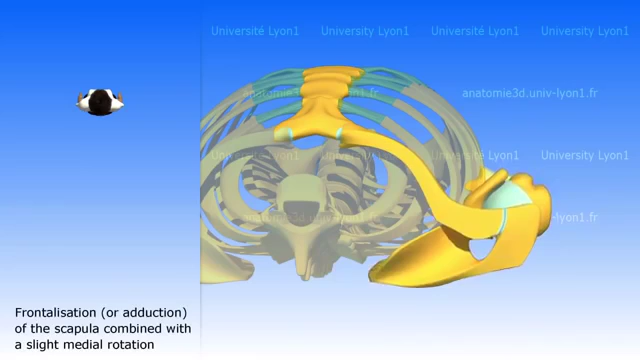 Université Lyon1 University Lyon1 Université Lyon1 University Lyon1
anatomie3d.univ-lyon1.fr anatomie3d.univ-lyon1.fr
Université Lyon1 University Lyon1 Université Lyon1 University Lyon1
anatomie3d.univ-lyon1.fr anatomie3d.univ-lyon1.fr
Frontalisation (or adduction)
of the scapula combined with
a slight medial rotation